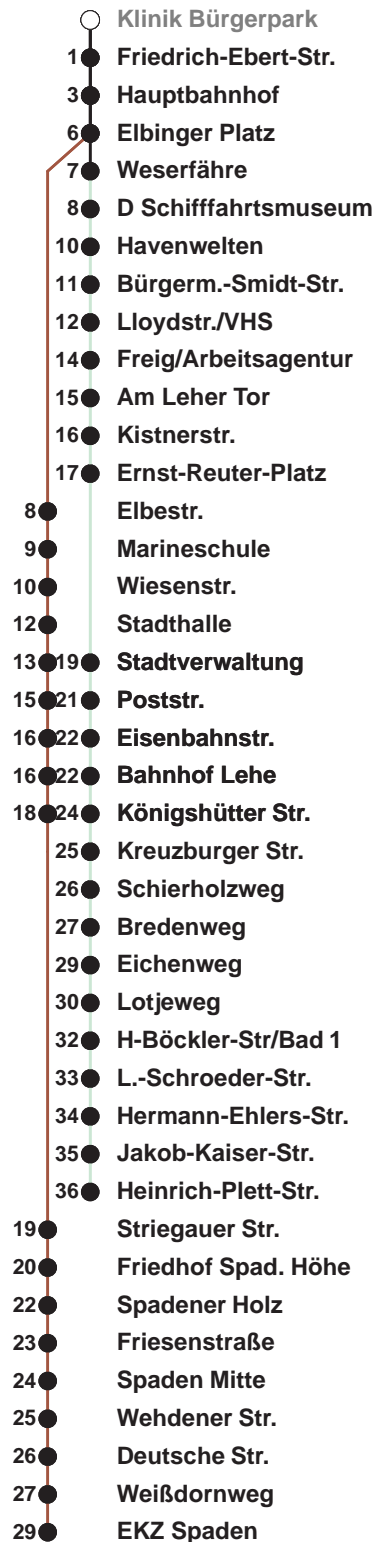 Klinik Bürgerpark
1 Friedrich-Ebert-Str.
3 Hauptbahnhof
6 Elbinger Platz
7 Weserfähre
8 D Schifffahrtsmuseum
10 Havenwelten
11 Bürgerm.-Smidt-Str.
12 Lloydstr./VHS
14 Freig/Arbeitsagentur
15 Am Leher Tor
16 Kistnerstr.
17 Ernst-Reuter-Platz
8 Elbestr.
9 Marineschule
10 Wiesenstr.
12 Stadthalle
13 19 Stadtverwaltung
15 21 Poststr.
16 22 Eisenbahnstr.
16 22 Bahnhof Lehe
18 24 Königshütter Str.
25 Kreuzburger Str.
26 Schierholzweg
27 Bredenweg
29 Eichenweg
30 Lotjeweg
32 H-Böckler-Str/Bad 1
33 L.-Schroeder-Str.
34 Hermann-Ehlers-Str.
35 Jakob-Kaiser-Str.
36 Heinrich-Plett-Str.
19 Striegauer Str.
20 Friedhof Spad. Höhe
22 Spadener Holz
23 Friesenstraße
24 Spaden Mitte
25 Wehdener Str.
26 Deutsche Str.
27 Weißdornweg
29 EKZ Spaden